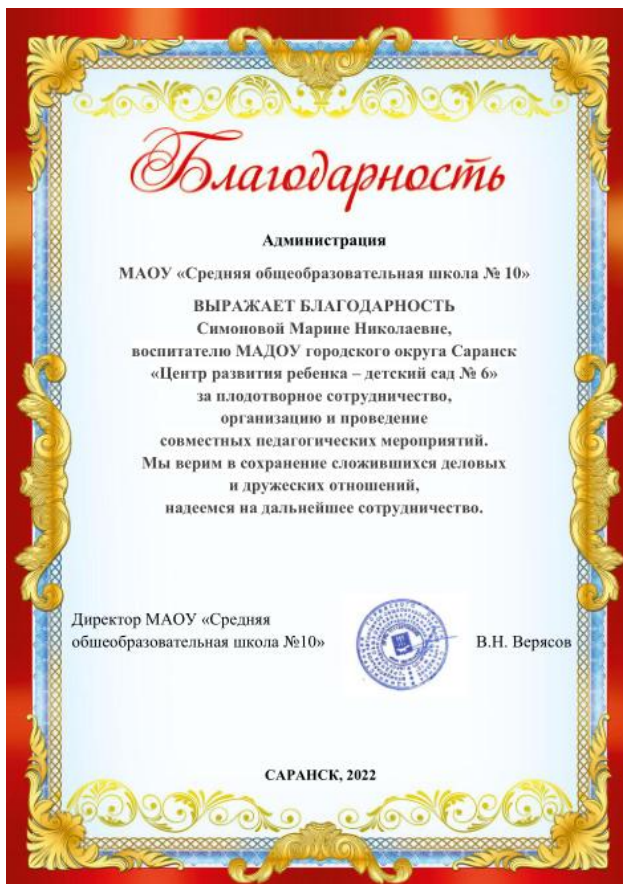 Благодарность
Администрация
МАОУ «Средняя общеобразовательная школа № 10»
ВЫРАЖАЕТ БЛАГОДАРНОСТЬ
Симоновой Марине Николаевне,
воспитателю МАДОУ городского округа Саранск
«Центр развития ребенка – детский сад № 6»
за плодотворное сотрудничество,
организацию и проведение
совместных педагогических мероприятий.
Мы верим в сохранение сложившихся деловых
и дружеских отношений,
надеемся на дальнейшее сотрудничество.
Директор МАОУ «Средняя
общеобразовательная школа №10»
В.Н. Верясов
САРАНСК, 2022